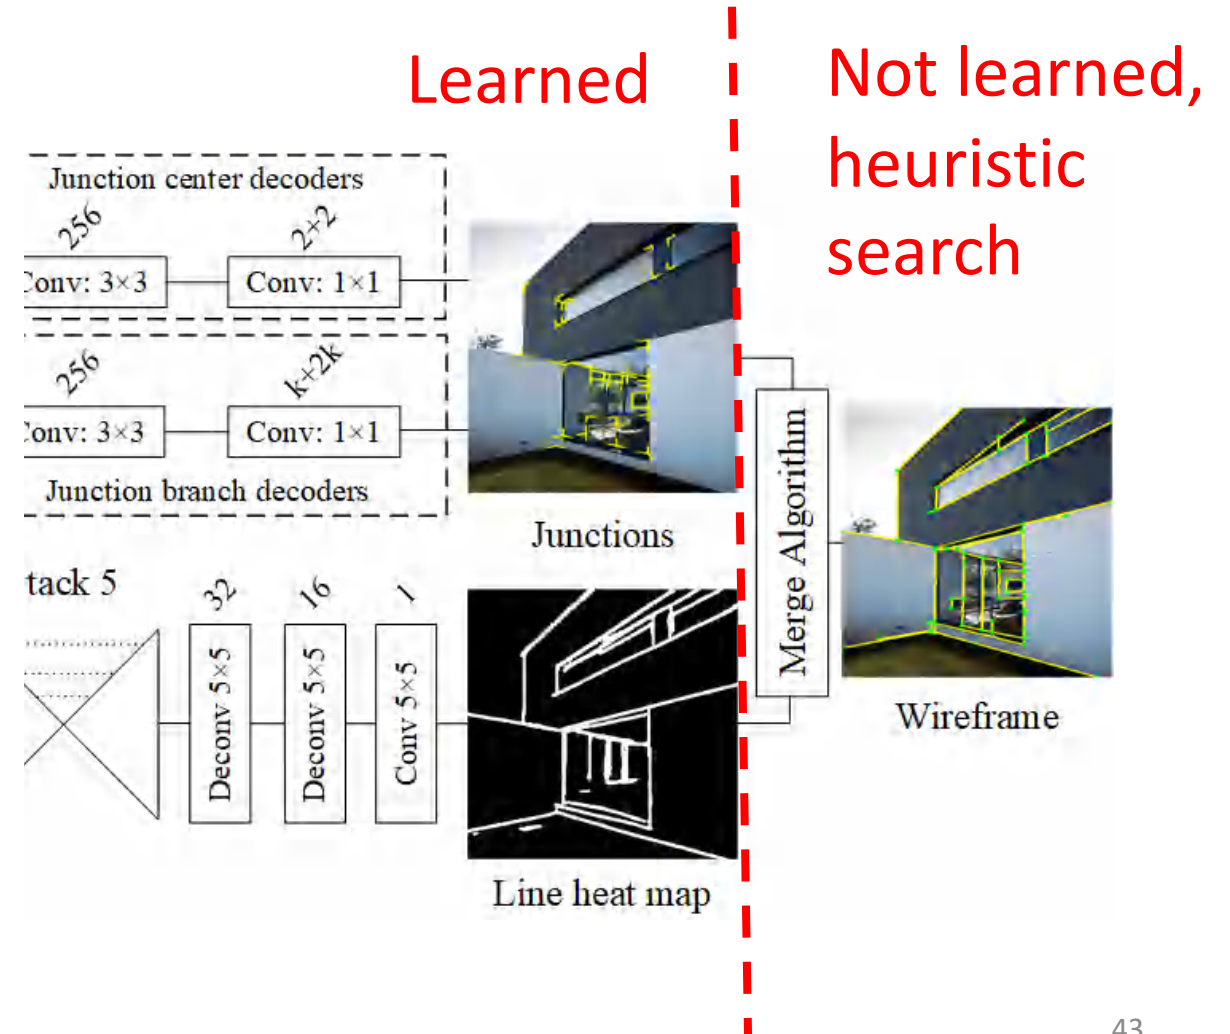 Learned
Not learned,
heuristic
search
Junction center decoders
256
2+2
Conv: 3×3
Conv: 1×1
256
k+2k
Conv: 3×3
Conv: 1×1
Junction branch decoders
Junctions
Merge Algorithm
Wireframe
tack 5
32
16
1
Deconv 5×5
Deconv 5×5
Conv 5×5
Line heat map
43